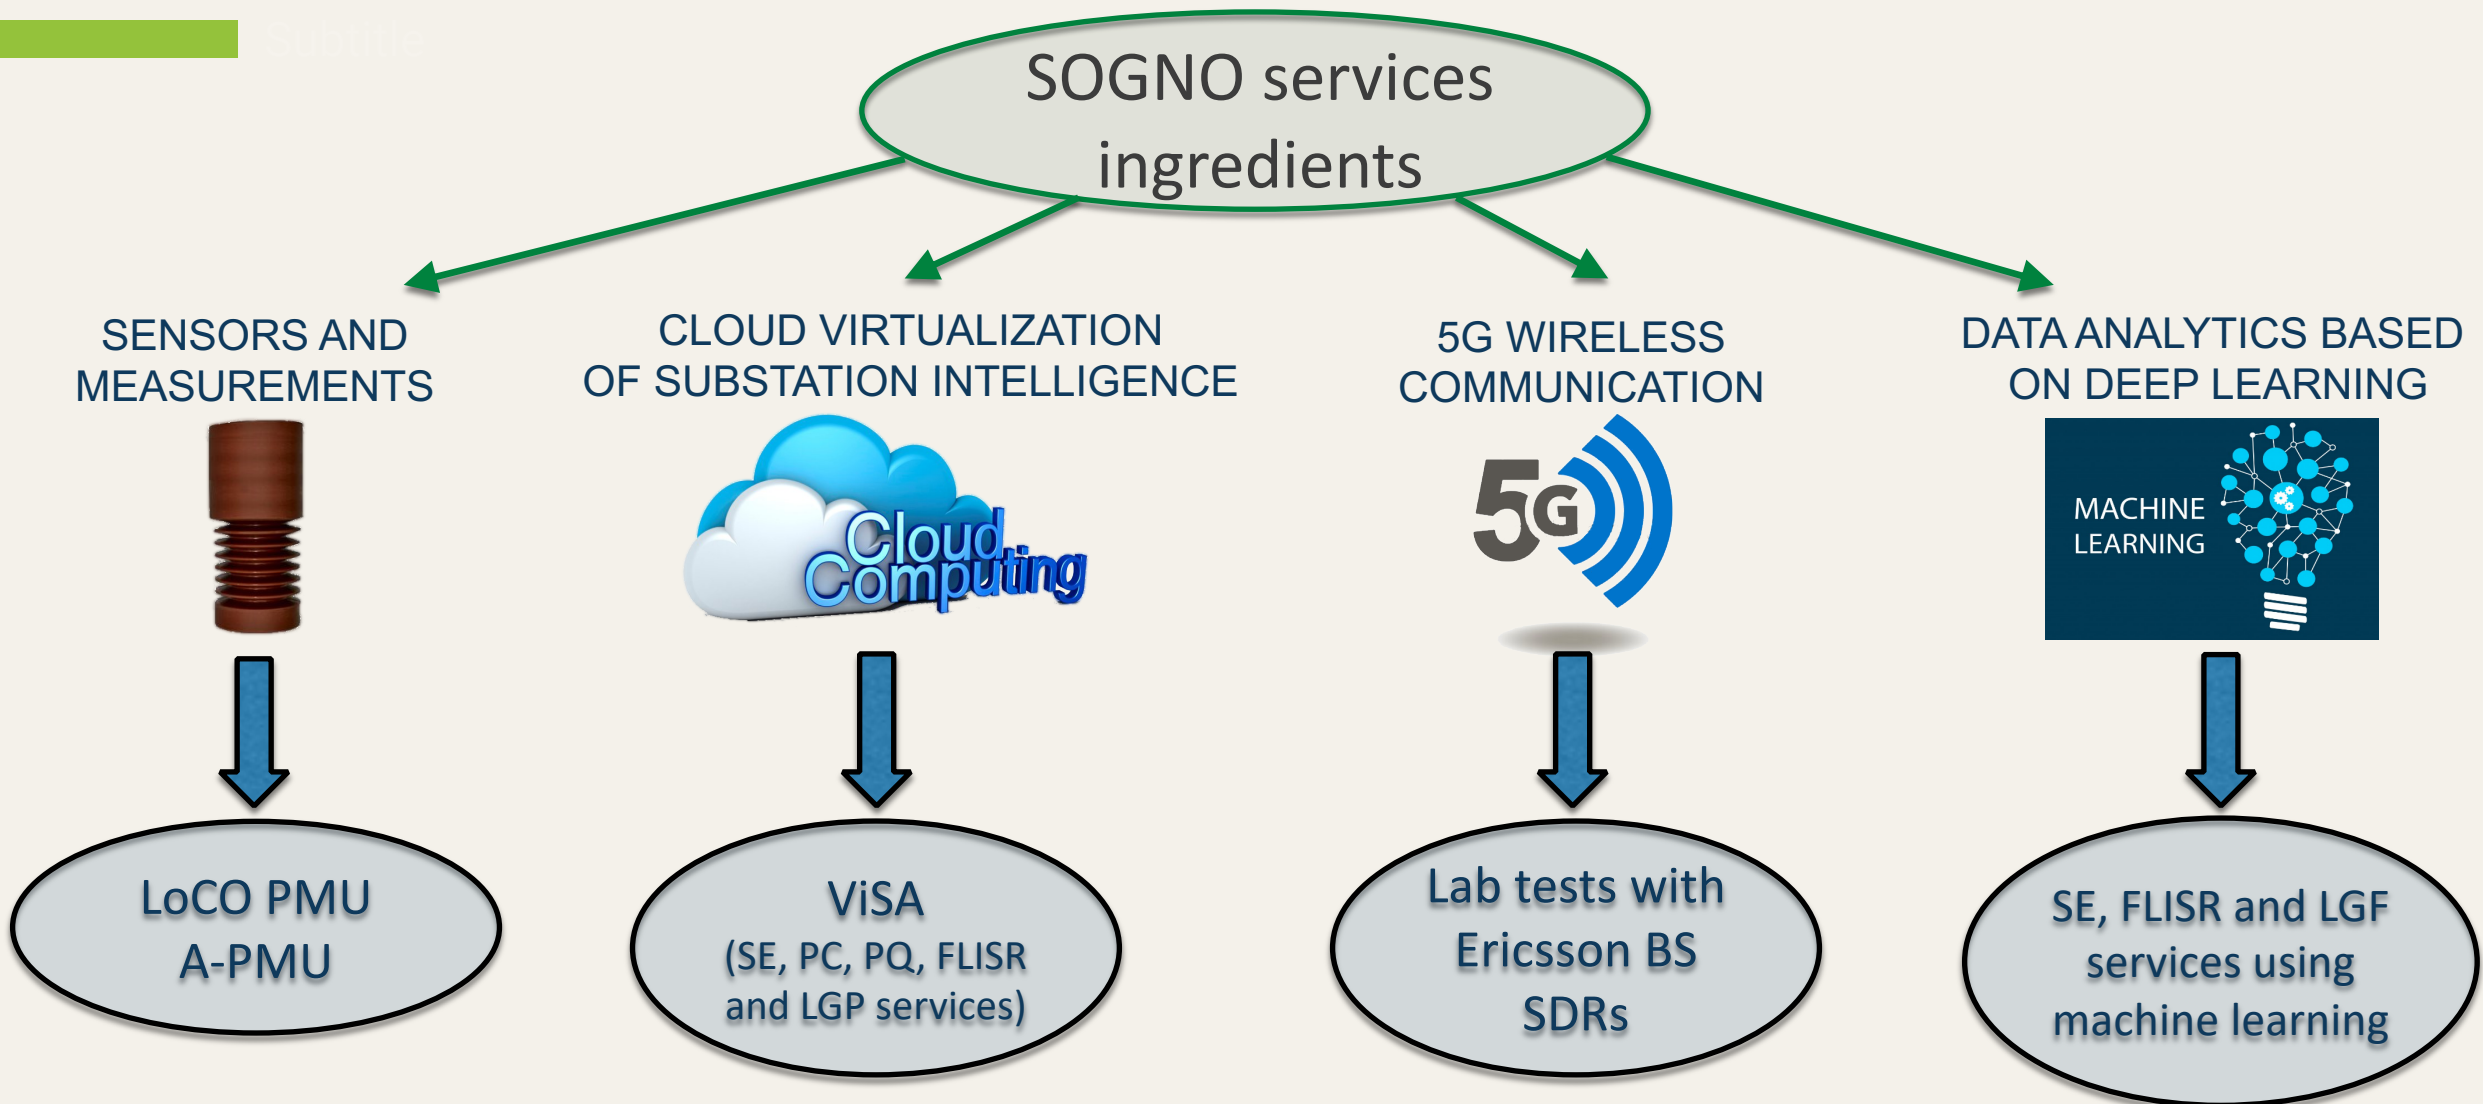 Subtitle
SOGNO services
ingredients
SENSORS AND
MEASUREMENTS
CLOUD VIRTUALIZATION
OF SUBSTATION INTELLIGENCE
5G WIRELESS
COMMUNICATION
DATA ANALYTICS BASED
ON DEEP LEARNING
Cloud
Computing
5G
MACHINE
LEARNING
LoCO PMU
A-PMU
ViSA
(SE, PC, PQ, FLISR
and LGP services)
Lab tests with
Ericsson BS
SDRs
SE, FLISR and LGF
services using
machine learning